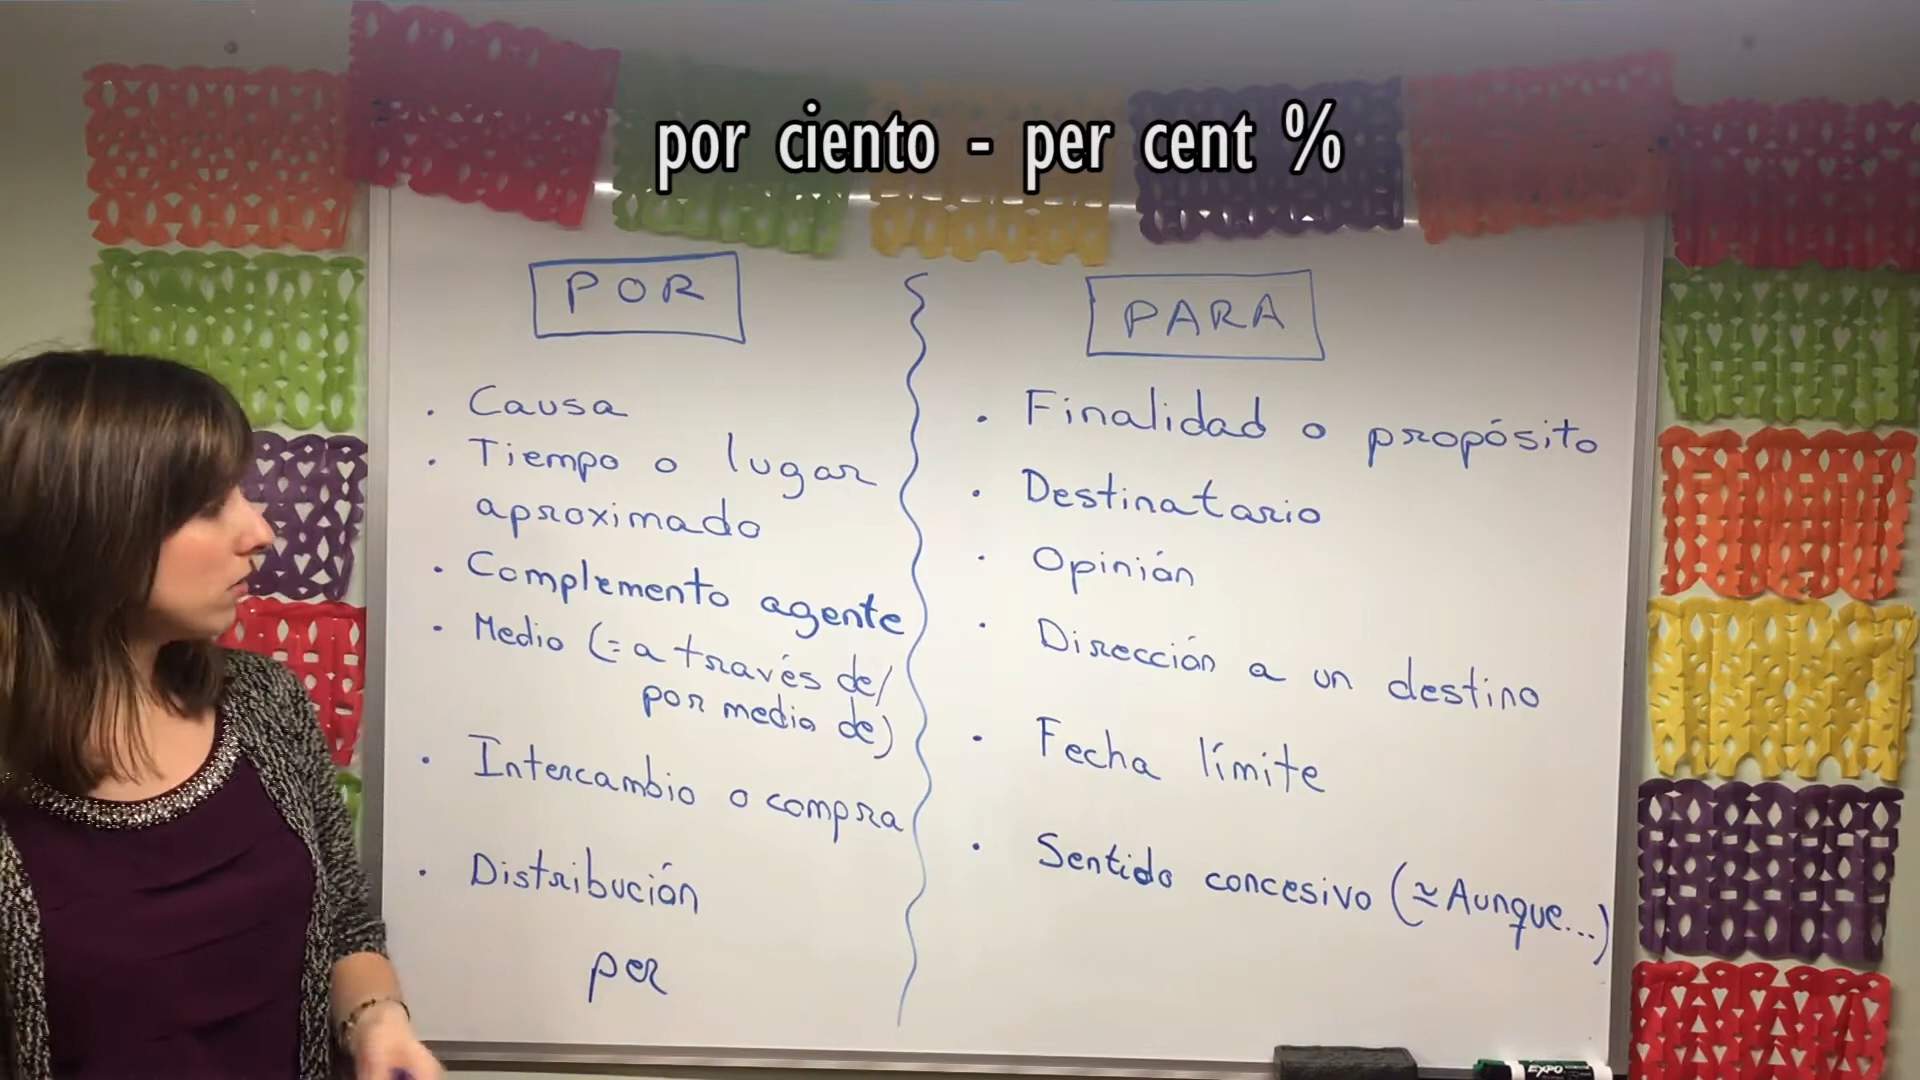 por ciento - per cent %
POR
• Causa
• Tiempo o lugar
aproximado
• Complemento agente
• Medio (= a través de/
por medio de)
• Intercambio o compra
• Distribución
per
PARA
• Finalidad o propósito
• Destinatario
• Opinión
• Dirección a un destino
• Fecha límite
• Sentido concesivo (≈ Aunque...)
EXPO